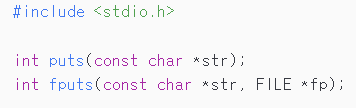 #include <stdio.h>
int puts(const char *str);
int fputs(const char *str, FILE *fp);